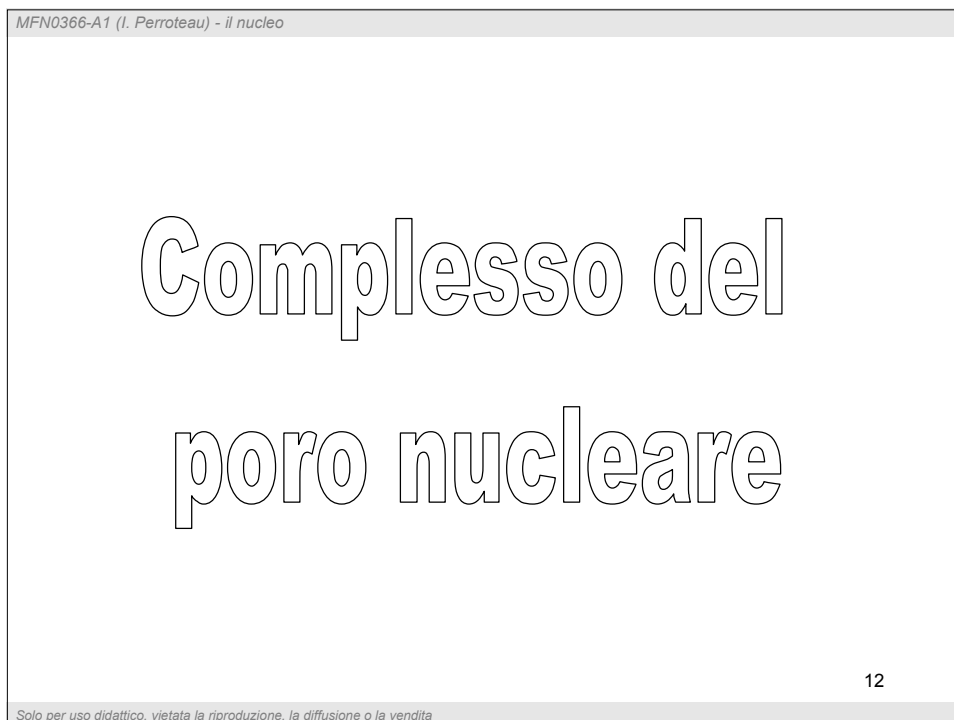 MFN0366-A1 (I. Perroteau) - il nucleo
Complesso del
poro nucleare
12
Solo per uso didattico, vietata la riproduzione, la diffusione o la vendita